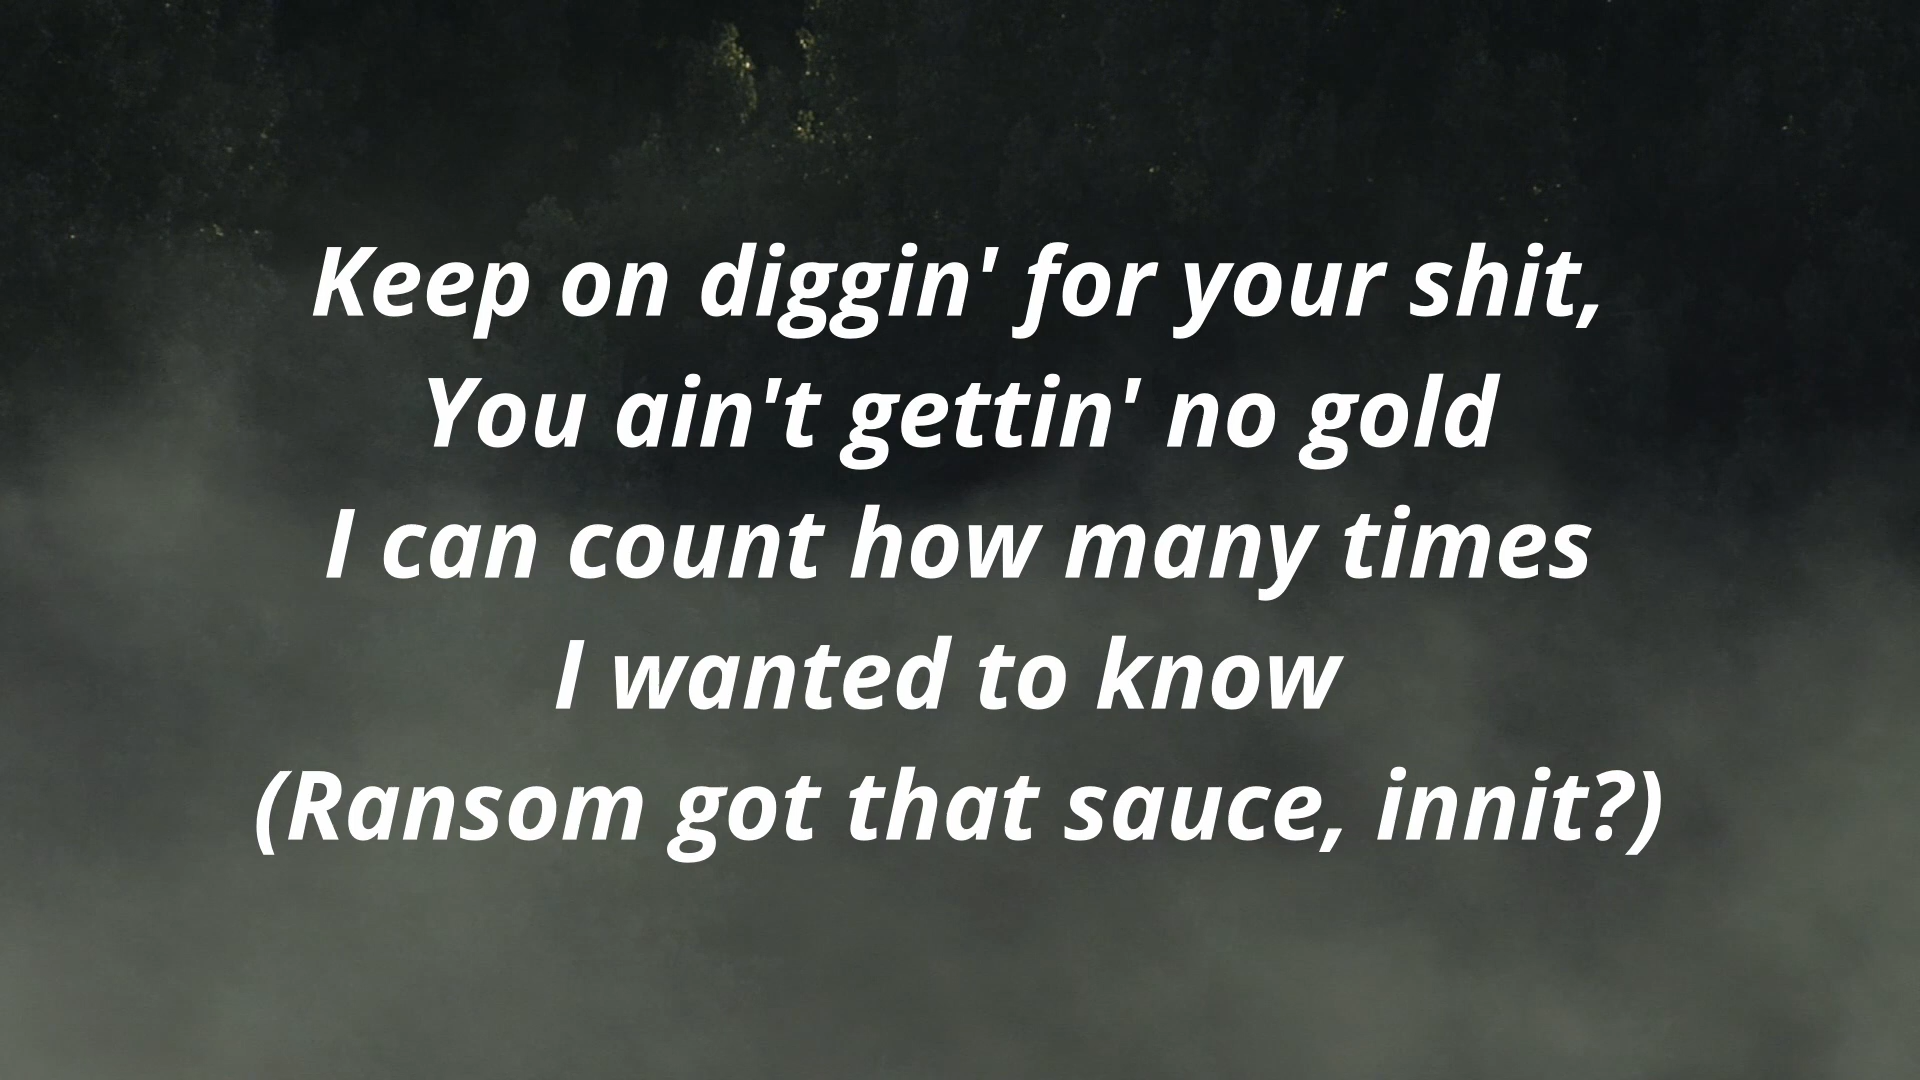 Keep on diggin' for your shit,
You ain't gettin' no gold
I can count how many times
I wanted to know
(Ransom got that sauce, innit?)